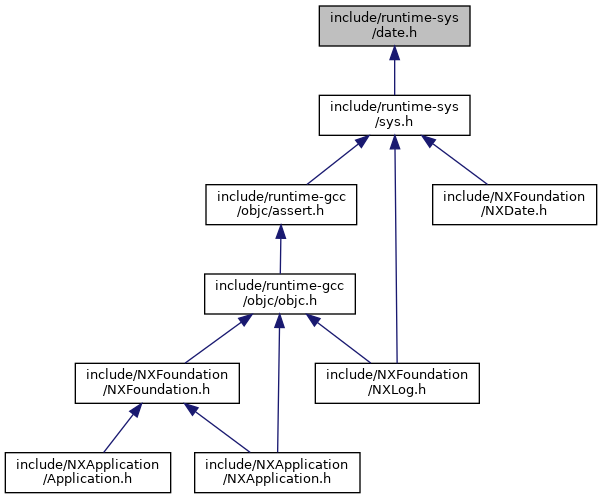 include/runtime-sys
/date.h
include/runtime-sys
/sys.h
include/runtime-gcc
/objc/assert.h
include/NXFoundation
/NXDate.h
include/runtime-gcc
/objc/objc.h
include/NXFoundation
/NXFoundation.h
include/NXFoundation
/NXLog.h
include/NXApplication
/Application.h
include/NXApplication
/NXApplication.h